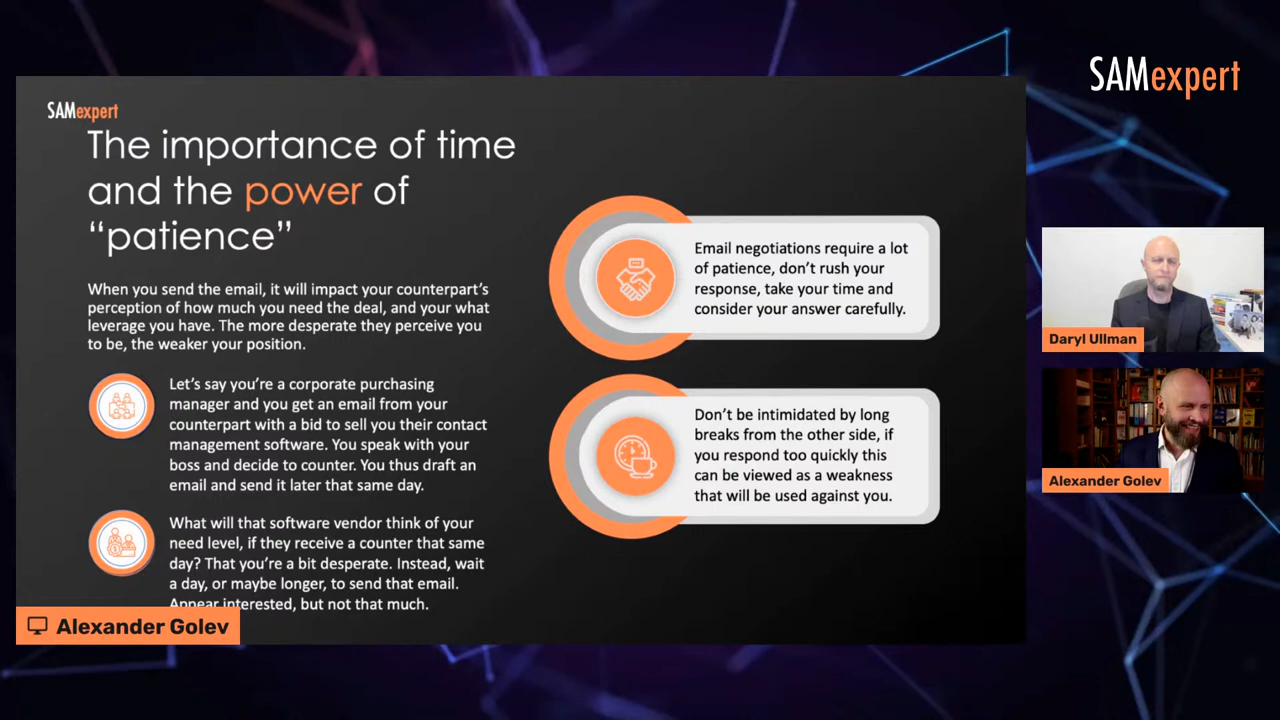 SAMexpert
The importance of time
and the power of
“patience”
When you send the email, it will impact your counterpart’s
perception of how much you need the deal, and your what
leverage you have. The more desperate they perceive you
to be, the weaker your position.
Let’s say you’re a corporate purchasing
manager and you get an email from your
counterpart with a bid to sell you their contact
management software. You speak with your
boss and decide to counter. You thus draft an
email and send it later that same day.
What will that software vendor think of your
need level, if they receive a counter that same
day? That you’re a bit desperate. Instead, wait
a day, or maybe longer, to send that email.
Appear interested, but not that much.
Email negotiations require a lot
of patience, don’t rush your
response, take your time and
consider your answer carefully.
Don’t be intimidated by long
breaks from the other side, if
you respond too quickly this
can be viewed as a weakness
that will be used against you.
Alexander Golev
SAMexpert
Daryl Ullman
Alexander Golev